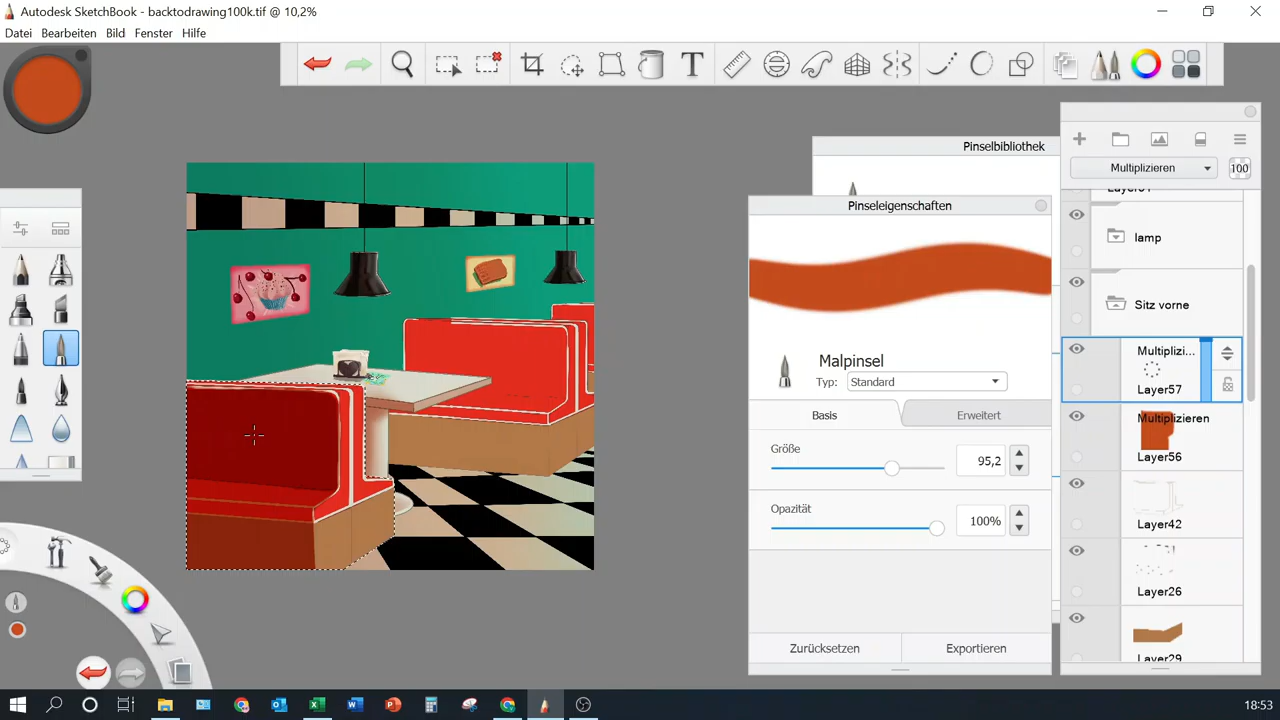 Autodesk SketchBook - backtodrawing100k.tif @ 10,2%
Datei Bearbeiten Bild Fenster Hilfe
T
Pinselbibliothek
Multiplizieren 100
Pinseleigenschaften
lamp
Sitz vorne
Malpinsel
Typ: Standard
Basis Erweitert
Größe 95,2
Opazität 100%
Zurücksetzen Exportieren
Multiplizi...
Layer57
Multiplizieren
Layer56
Layer42
Layer26
Layer29
18:53